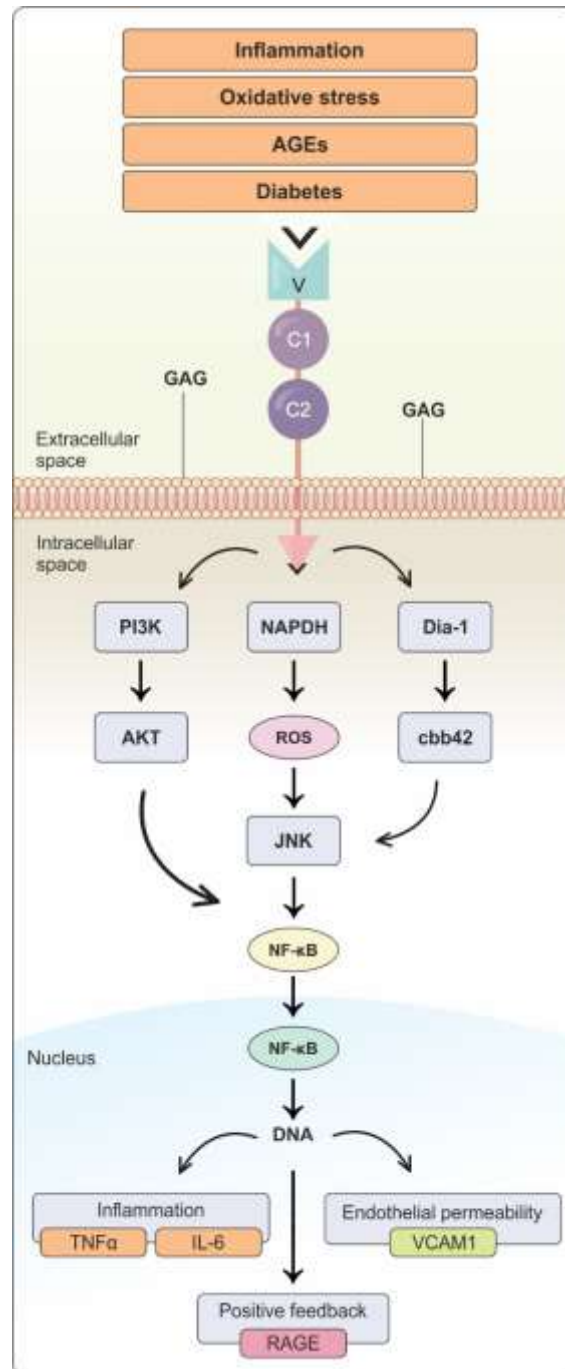 Inflammation
Oxidative stress
AGEs
Diabetes
V
C1
C2
GAG
GAG
Extracellular
space
Intracellular
space
PI3K
NAPDH
Dia-1
AKT
ROS
cbb42
JNK
NF-κB
NF-κB
Nucleus
DNA
Inflammation
TNFα
IL-6
Endothelial permeability
VCAM1
Positive feedback
RAGE